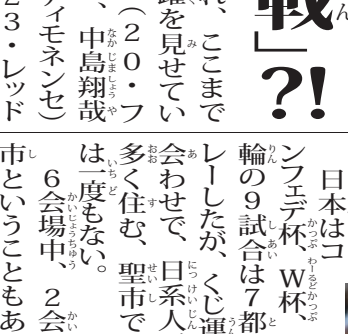 戦」?!
れ、ここまで
躍を見せてい
(20・フ
、中島翔哉
ィモネンセ)
23・レッド
日本はコ
ンフェデ杯、W杯、
輪の9試合は7都
レーしたが、くじ運
会わせで、日系人
多く住む、聖市で
は一度もない。
6会場中、2会
市ということもあ